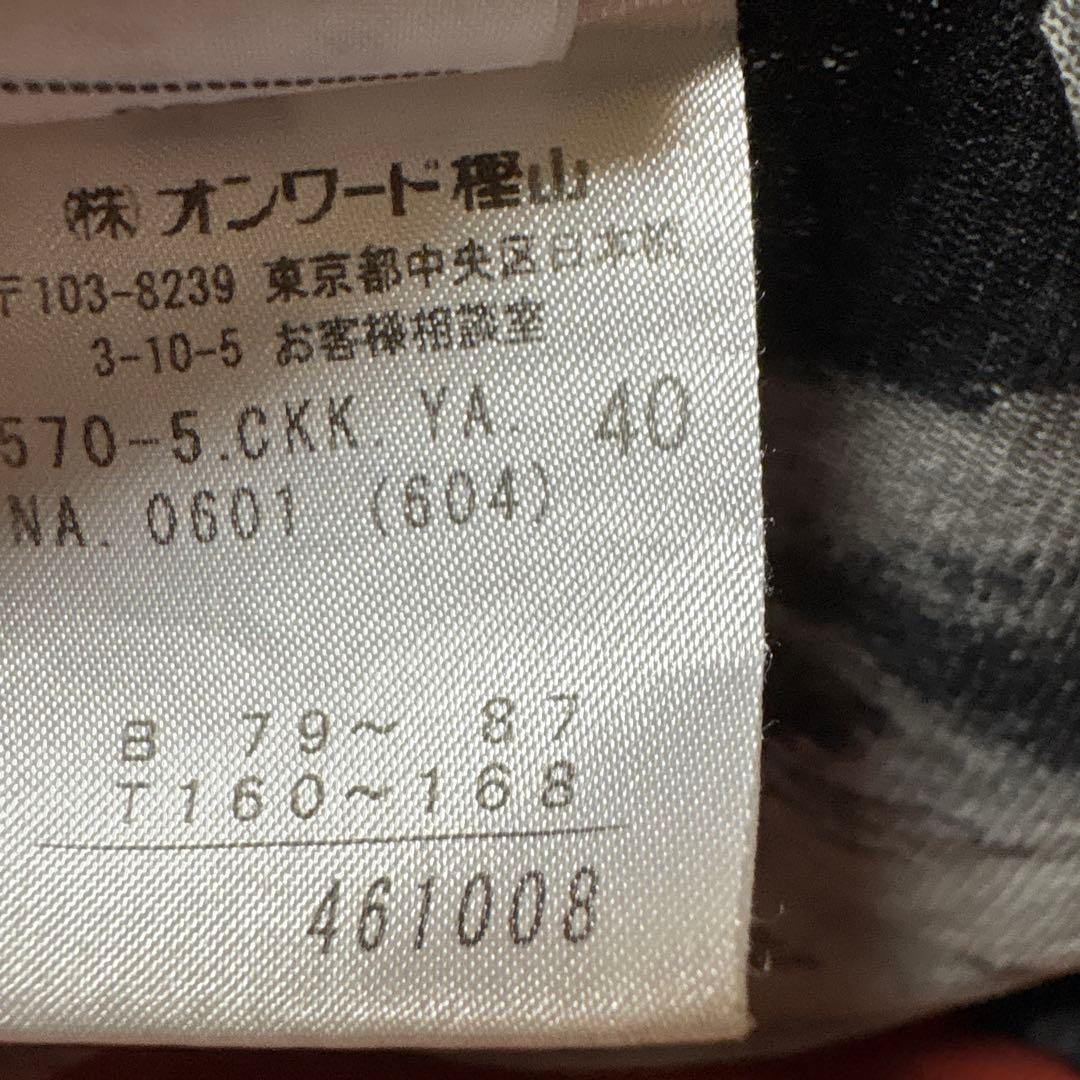 ㈱ オンワード樫山
〒103-8239 東京都中央区日本橋
3-10-5 お客様相談室
570-5.CKK. YA. 40
NA. 0601 (604)
B 79~ 87
T160~168
461008